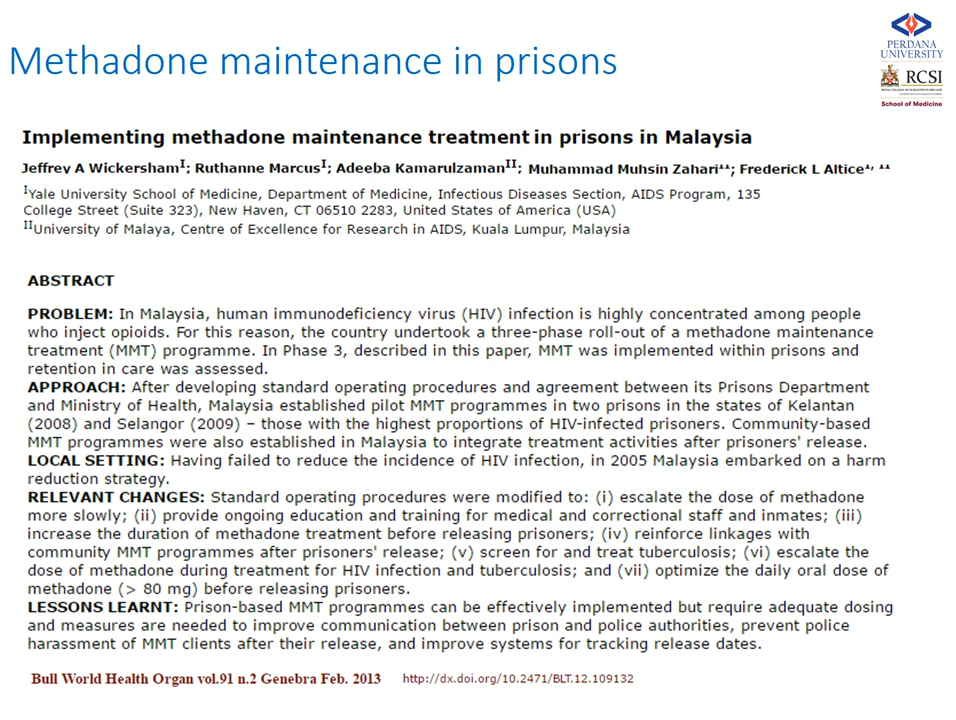 Methadone maintenance in prisons
PERDANA
UNIVERSITY
RCSI
School of Medicine
Implementing methadone maintenance treatment in prisons in Malaysia
Jeffrey A Wickersham^I; Ruthanne Marcus^I; Adeeba Kamarulzaman^II; Muhammad Muhsin Zahari^II; Frederick L Altice^I, II
^IYale University School of Medicine, Department of Medicine, Infectious Diseases Section, AIDS Program, 135
College Street (Suite 323), New Haven, CT 06510 2283, United States of America (USA)
^IIUniversity of Malaya, Centre of Excellence for Research in AIDS, Kuala Lumpur, Malaysia
ABSTRACT
PROBLEM: In Malaysia, human immunodeficiency virus (HIV) infection is highly concentrated among people
who inject opioids. For this reason, the country undertook a three-phase roll-out of a methadone maintenance
treatment (MMT) programme. In Phase 3, described in this paper, MMT was implemented within prisons and
retention in care was assessed.
APPROACH: After developing standard operating procedures and agreement between its Prisons Department
and Ministry of Health, Malaysia established pilot MMT programmes in two prisons in the states of Kelantan
(2008) and Selangor (2009) – those with the highest proportions of HIV-infected prisoners. Community-based
MMT programmes were also established in Malaysia to integrate treatment activities after prisoners' release.
LOCAL SETTING: Having failed to reduce the incidence of HIV infection, in 2005 Malaysia embarked on a harm
reduction strategy.
RELEVANT CHANGES: Standard operating procedures were modified to: (i) escalate the dose of methadone
more slowly; (ii) provide ongoing education and training for medical and correctional staff and inmates; (iii)
increase the duration of methadone treatment before releasing prisoners; (iv) reinforce linkages with
community MMT programmes after prisoners' release; (v) screen for and treat tuberculosis; (vi) escalate the
dose of methadone during treatment for HIV infection and tuberculosis; and (vii) optimize the daily oral dose of
methadone (> 80 mg) before releasing prisoners.
LESSONS LEARNT: Prison-based MMT programmes can be effectively implemented but require adequate dosing
and measures are needed to improve communication between prison and police authorities, prevent police
harassment of MMT clients after their release, and improve systems for tracking release dates.
Bull World Health Organ vol.91 n.2 Genebra Feb. 2013
http://dx.doi.org/10.2471/BLT.12.109132